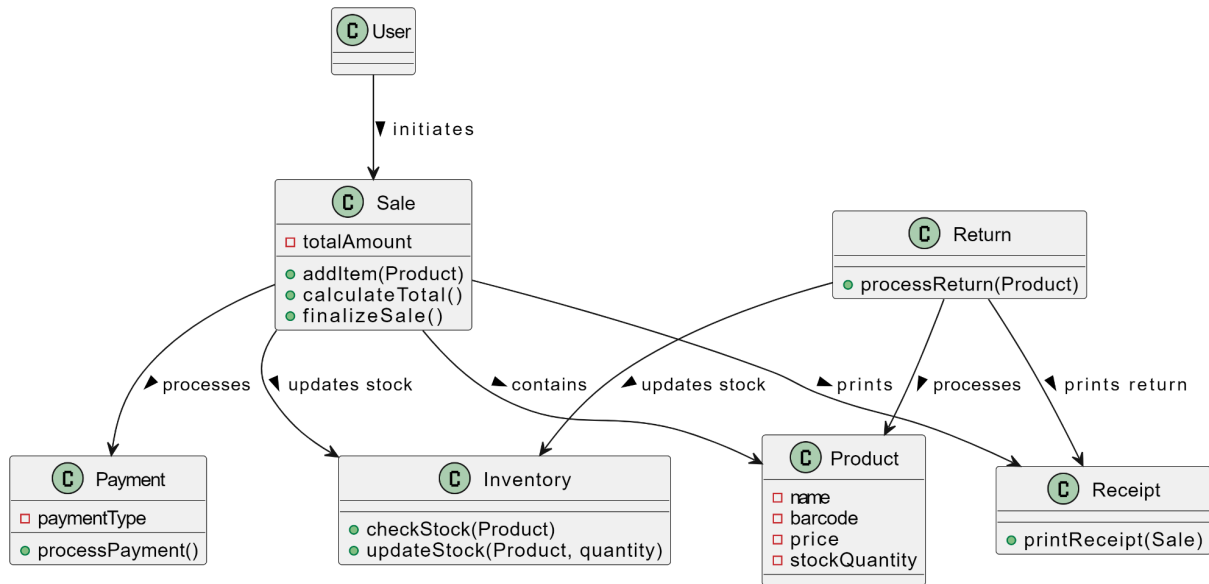 C User
initiates
C Sale
totalAmount
addItem(Product)
calculateTotal()
finalizeSale()
C Return
processReturn(Product)
processes
updates stock
contains
updates stock
prints
processes
prints return
C Payment
paymentType
processPayment()
C Inventory
checkStock(Product)
updateStock(Product, quantity)
C Product
name
barcode
price
stockQuantity
C Receipt
printReceipt(Sale)